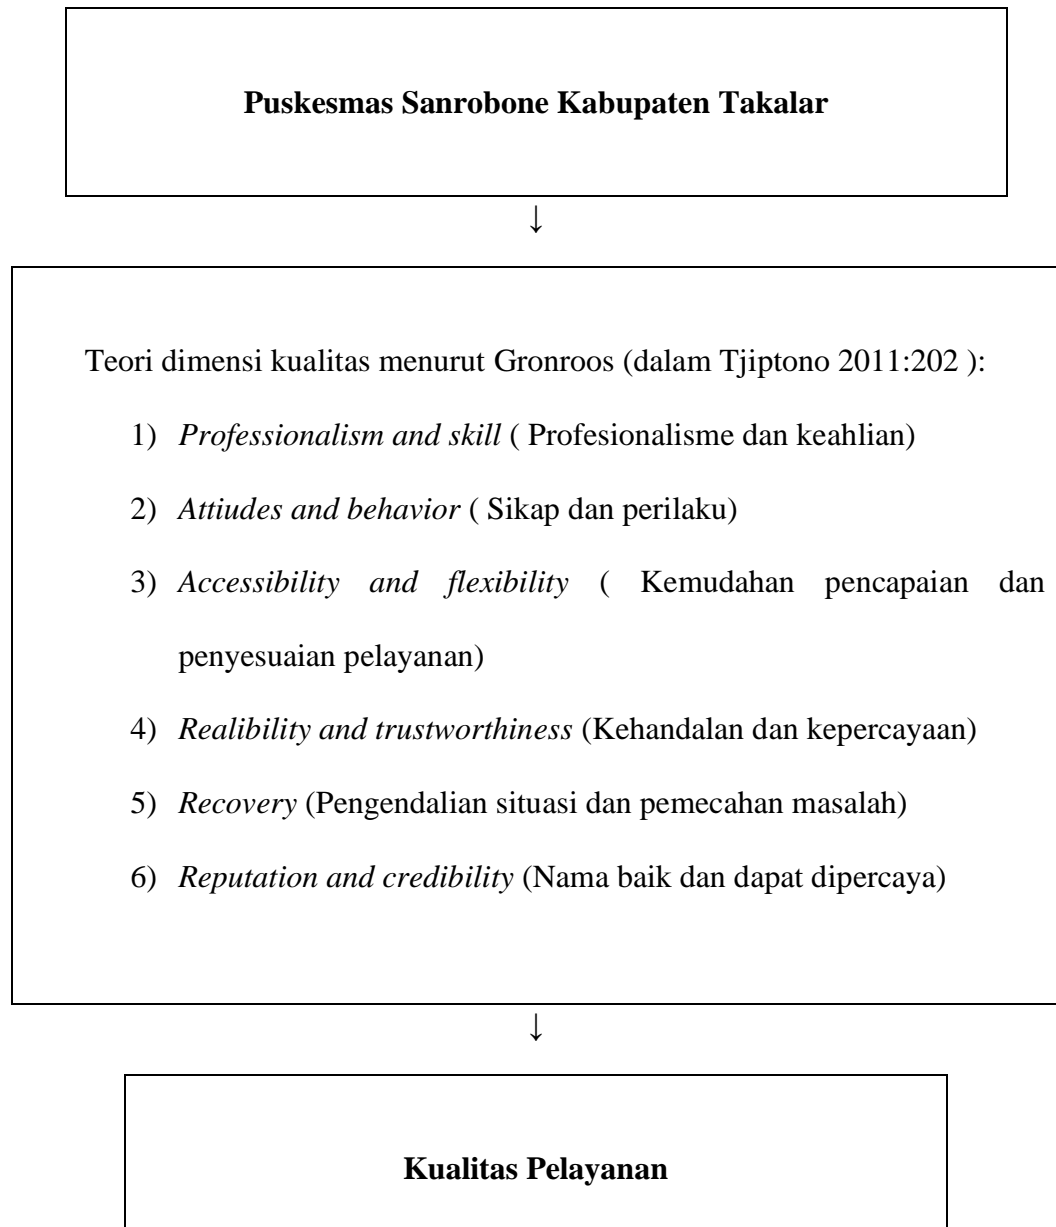 Puskesmas Sanrobone Kabupaten Takalar
↓
Teori dimensi kualitas menurut Gronroos (dalam Tjiptono 2011:202 ):
1) Professionalism and skill ( Profesionalisme dan keahlian)
2) Attiudes and behavior ( Sikap dan perilaku)
3) Accessibility and flexibility ( Kemudahan pencapaian dan
penyesuaian pelayanan)
4) Realibility and trustworthiness (Kehandalan dan kepercayaan)
5) Recovery (Pengendalian situasi dan pemecahan masalah)
6) Reputation and credibility (Nama baik dan dapat dipercaya)
↓
Kualitas Pelayanan